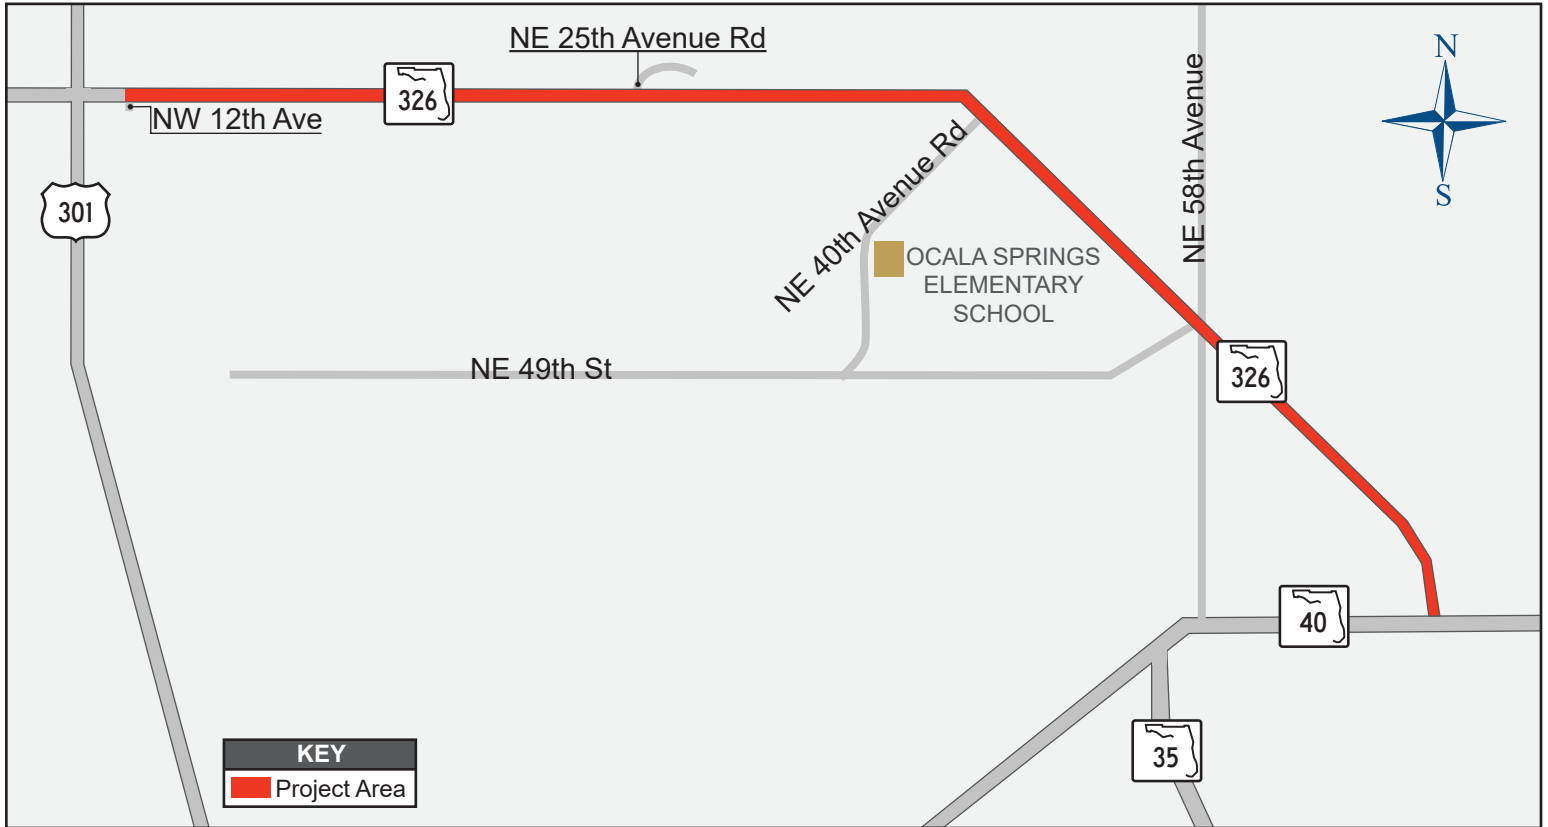 NE 25th Avenue Rd
N
326
NW 12th Ave
NE 58th Avenue
NE 40th Avenue Rd
S
301
OCALA SPRINGS
ELEMENTARY
SCHOOL
NE 49th St
326
40
35
KEY
Project Area